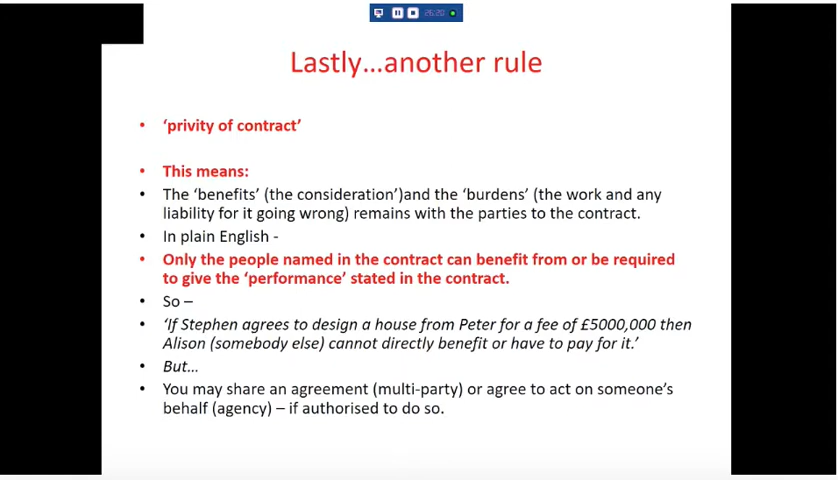 Lastly...another rule
• 'privity of contract'
• This means:
• The 'benefits' (the consideration')and the 'burdens' (the work and any
liability for it going wrong) remains with the parties to the contract.
• In plain English -
• Only the people named in the contract can benefit from or be required
to give the 'performance' stated in the contract.
• So –
• 'If Stephen agrees to design a house from Peter for a fee of £5000,000 then
Alison (somebody else) cannot directly benefit or have to pay for it.'
• But...
• You may share an agreement (multi-party) or agree to act on someone's
behalf (agency) – if authorised to do so.